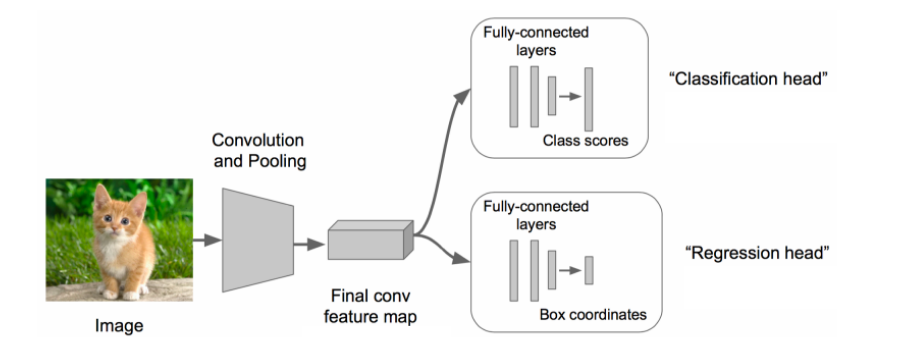 Fully-connected
layers
Class scores
“Classification head”
Convolution
and Pooling
Image
Final conv
feature map
Fully-connected
layers
Box coordinates
“Regression head”